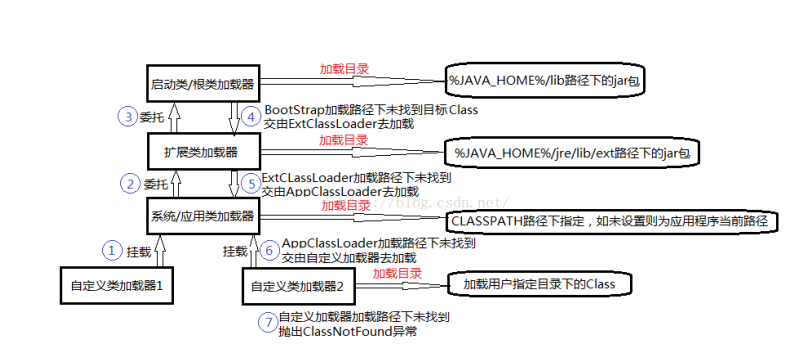 加载目录
启动类/根类加载器
%JAVA_HOME%/lib路径下的jar包
③ 委托
④ BootStrap加载路径下未找到目标Class
交由ExtClassLoader去加载
加载目录
扩展类加载器
%JAVA_HOME%/jre/lib/ext路径下的jar包
② 委托
⑤ ExtCLassLoader加载路径下未找到
交由AppClassLoader去加载
://blog.csdn.net/
加载目录
系统/应用类加载器
CLASSPATH路径下指定，如未设置则为应用程序当前路径
① 挂载
挂载
⑥ AppClassLoader加载路径下未找到
交由自定义加载器去加载
加载目录
自定义类加载器1
自定义类加载器2
加载用户指定目录下的Class
⑦ 自定义加载器加载路径下未找到
抛出ClassNotFound异常